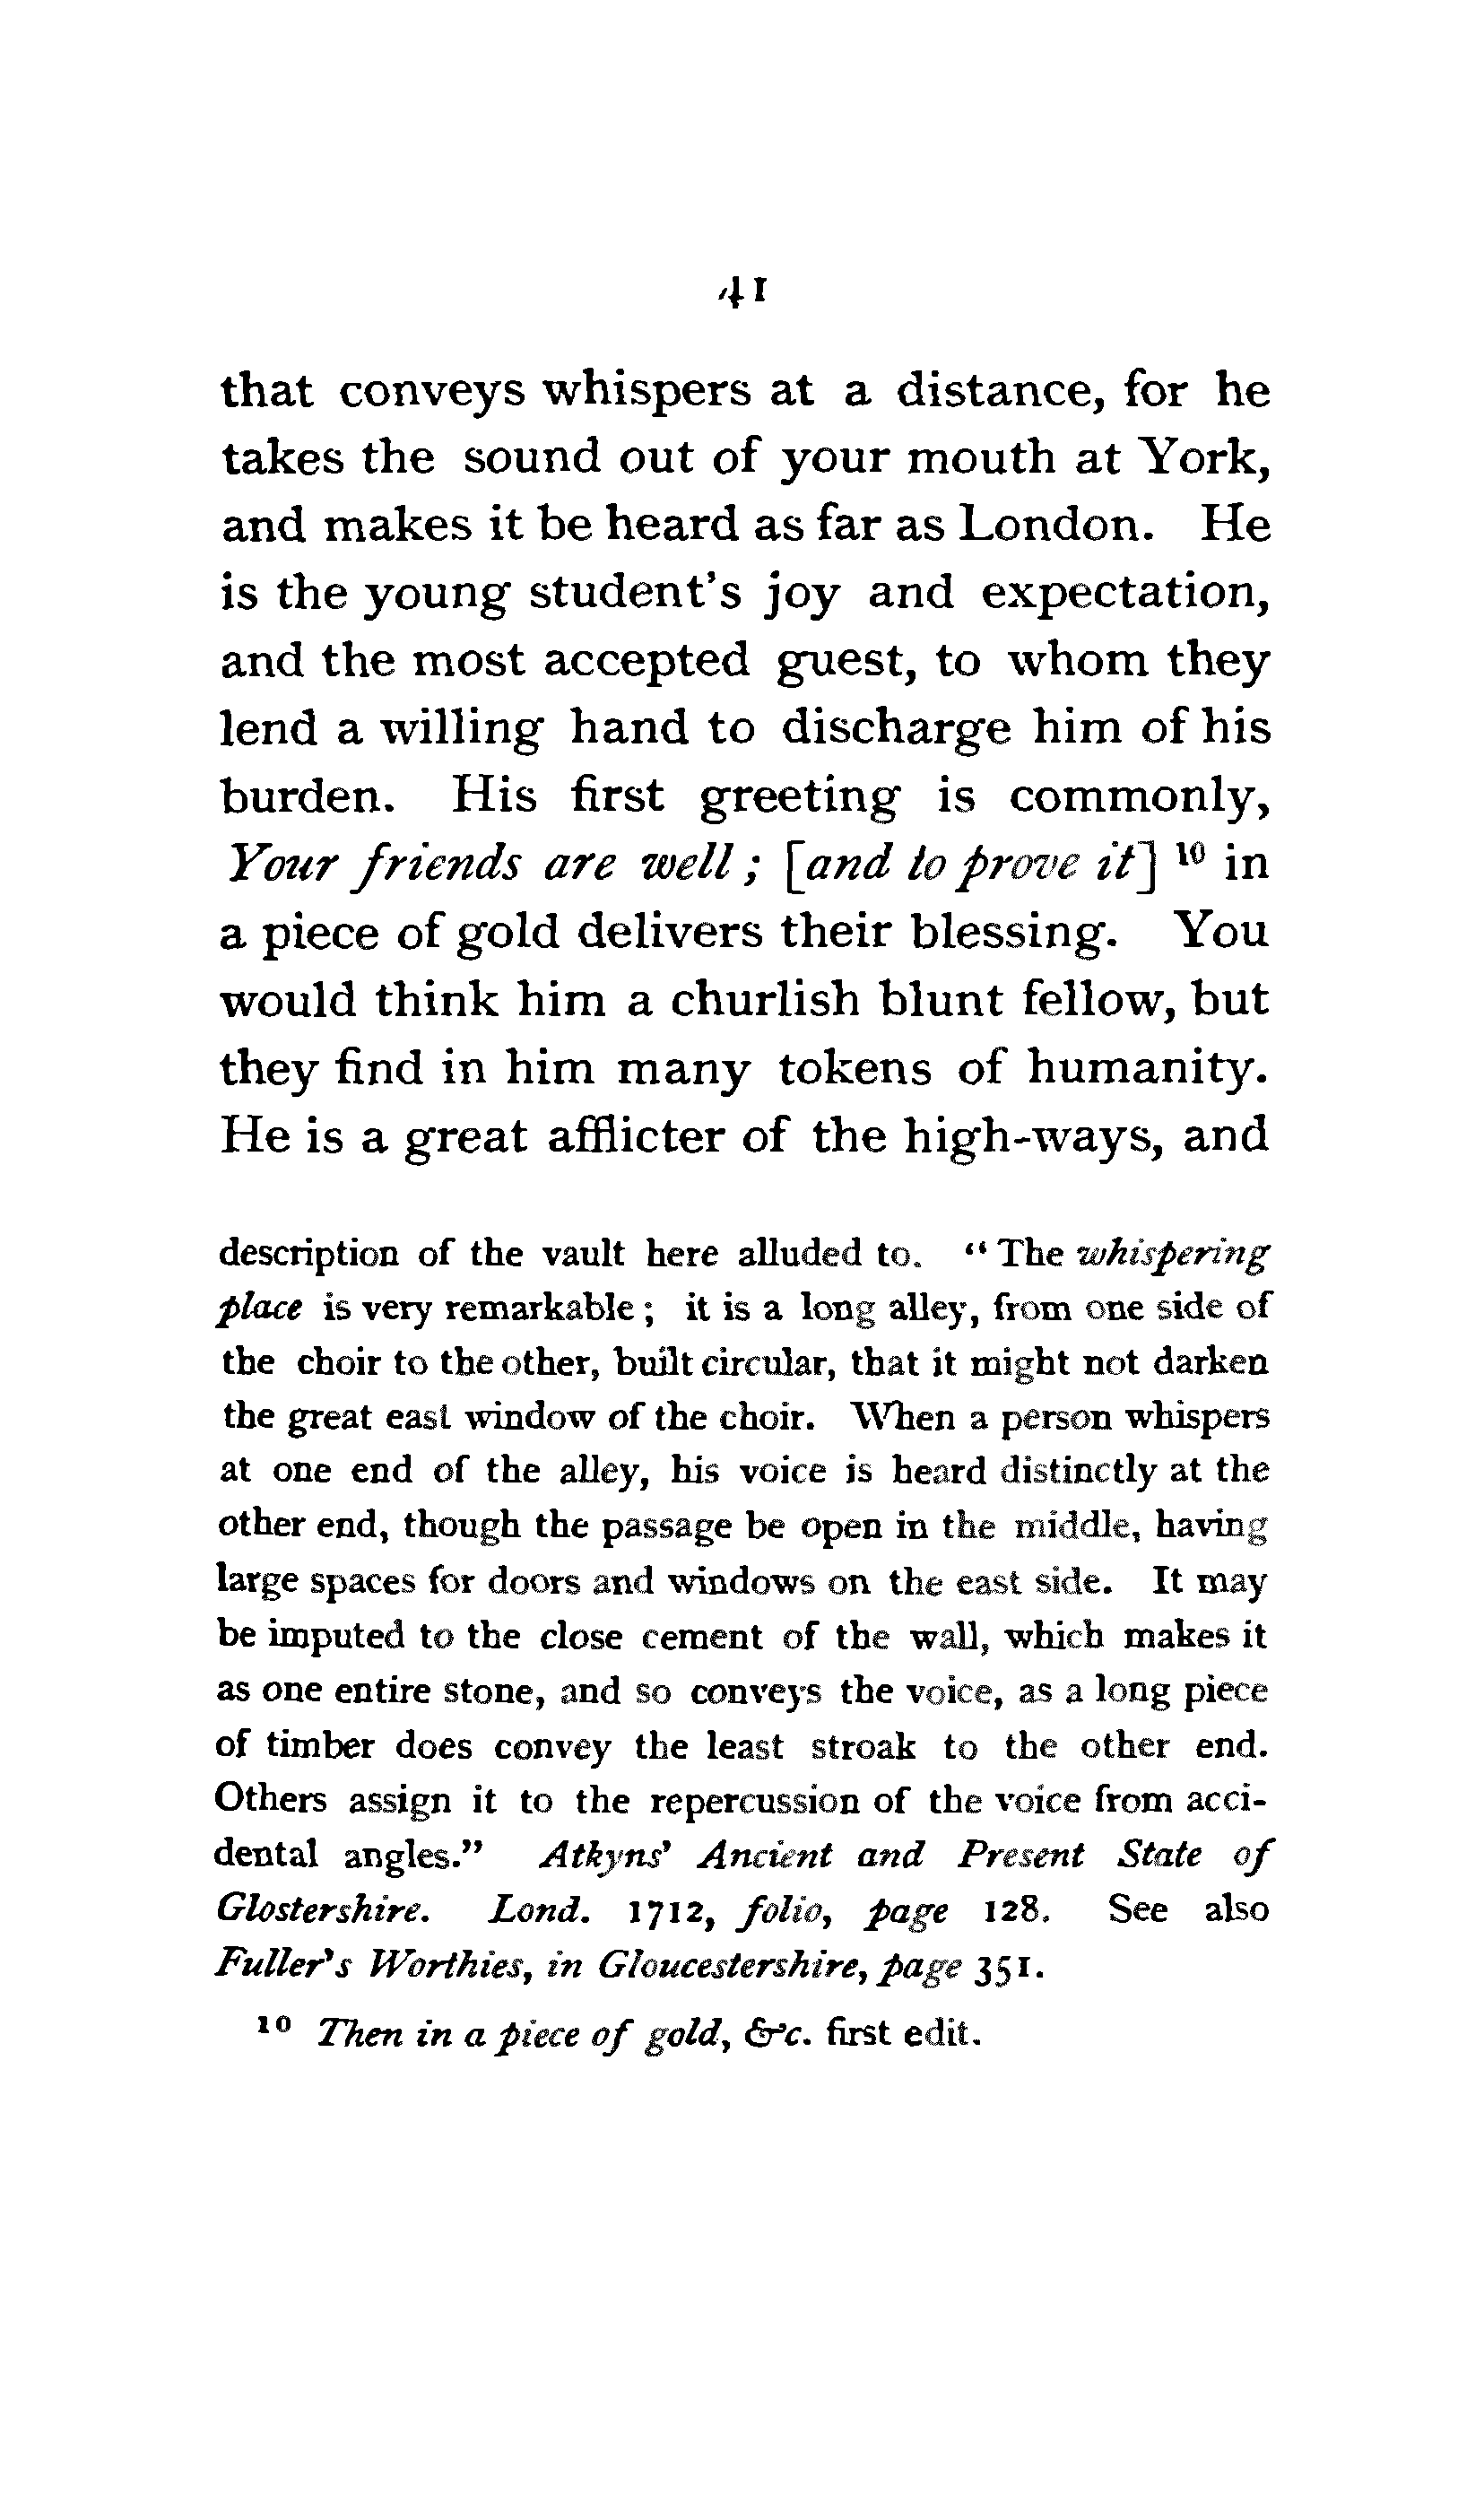 41
that conveys whispers at a distance, for he
takes the sound out of your mouth at York,
and makes it be heard as far as London. He
is the young student's joy and expectation,
and the most accepted guest, to whom they
lend a willing hand to discharge him of his
burden. His first greeting is commonly,
Your friends are well; [and to prove it] ¹⁰ in
a piece of gold delivers their blessing. You
would think him a churlish blunt fellow, but
they find in him many tokens of humanity.
He is a great afflicter of the high-ways, and
description of the vault here alluded to. “The whispering
place is very remarkable; it is a long alley, from one side of
the choir to the other, built circular, that it might not darken
the great east window of the choir. When a person whispers
at one end of the alley, his voice is heard distinctly at the
other end, though the passage be open in the middle, having
large spaces for doors and windows on the east side. It may
be imputed to the close cement of the wall, which makes it
as one entire stone, and so conveys the voice, as a long piece
of timber does convey the least stroak to the other end.
Others assign it to the repercussion of the voice from acci-
dental angles.” Atkyns' Ancient and Present State of
Glostershire. Lond. 1712, folio, page 128. See also
Fuller's Worthies, in Gloucestershire, page 351.
¹⁰ Then in a piece of gold, &c. first edit.